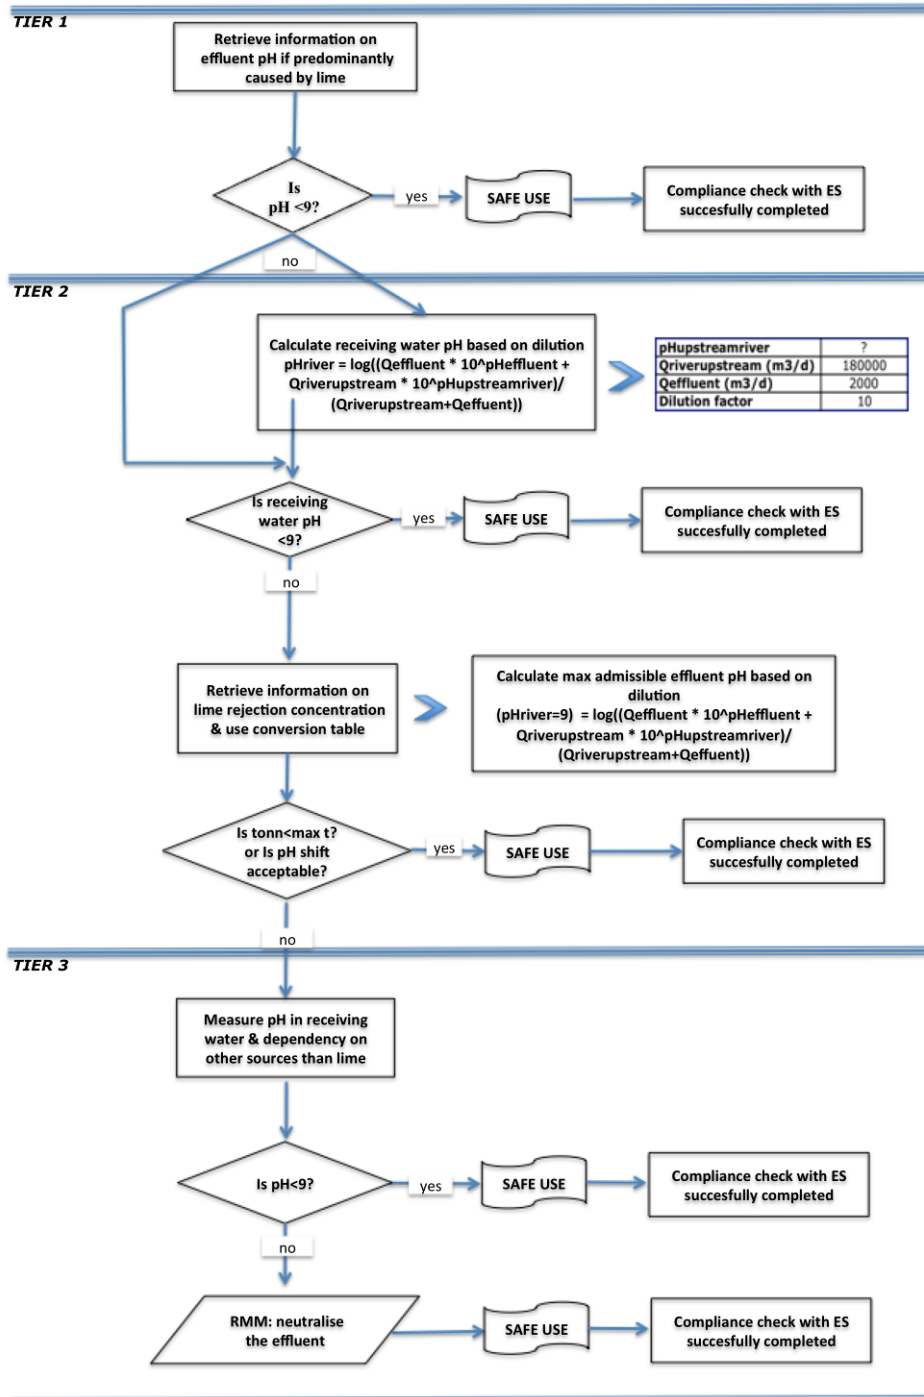 TIER 1
Retrieve information on
effluent pH if predominantly
caused by lime
Is
pH <9?
yes
SAFE USE
Compliance check with ES
succesfully completed
no
TIER 2
Calculate receiving water pH based on dilution
pHriver = log((Qeffluent * 10^pHeffluent +
Qriverupstream * 10^pHupstreamriver)/
(Qriverupstream+Qeffuent))
pHupstreamriver ?
Qriverupstream (m3/d) 180000
Qeffluent (m3/d) 2000
Dilution factor 10
Is receiving
water pH
<9?
yes
SAFE USE
Compliance check with ES
succesfully completed
no
Retrieve information on
lime rejection concentration
& use conversion table
Calculate max admissible effluent pH based on
dilution
(pHriver=9) = log((Qeffluent * 10^pHeffluent +
Qriverupstream * 10^pHupstreamriver)/
(Qriverupstream+Qeffuent))
Is tonn<max t?
or Is pH shift
acceptable?
yes
SAFE USE
Compliance check with ES
succesfully completed
no
TIER 3
Measure pH in receiving
water & dependency on
other sources than lime
Is pH<9?
yes
SAFE USE
Compliance check with ES
succesfully completed
no
RMM: neutralise
the effluent
SAFE USE
Compliance check with ES
succesfully completed